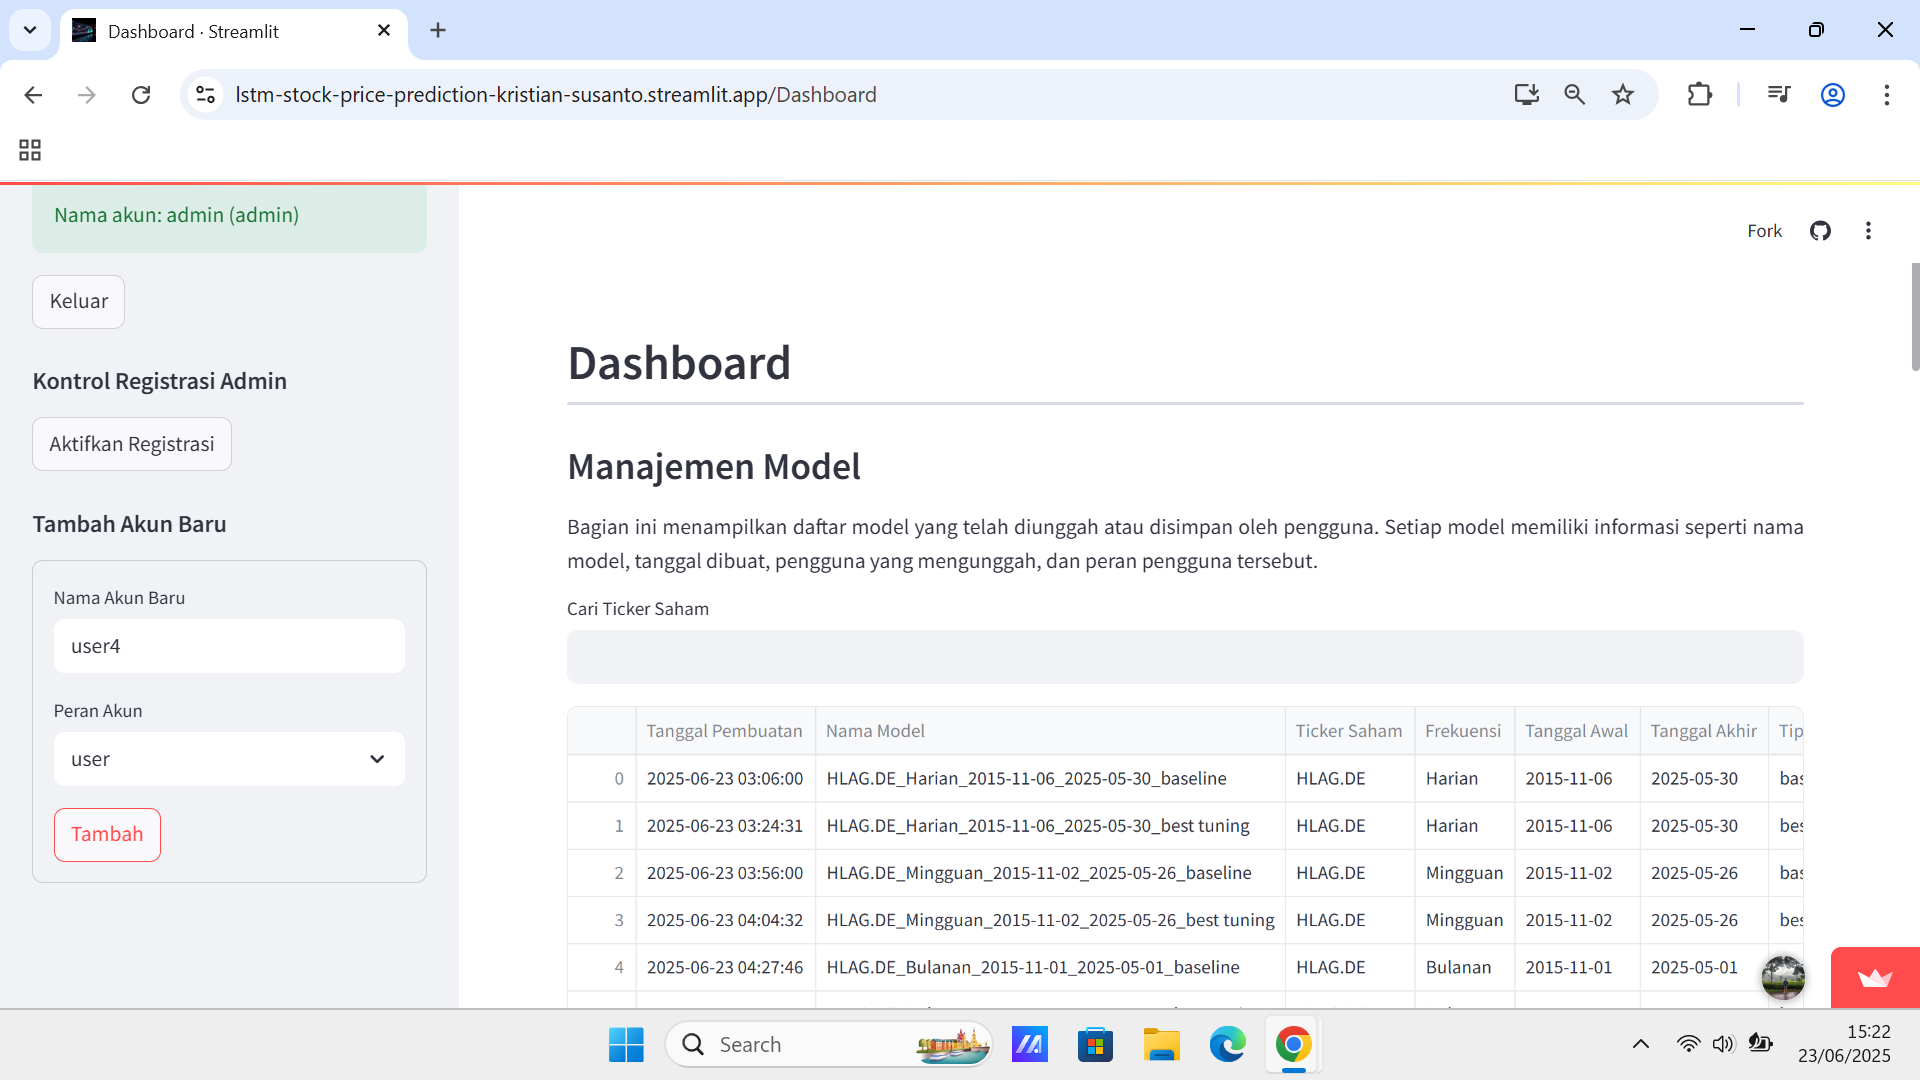 Dashboard · Streamlit
lstm-stock-price-prediction-kristian-susanto.streamlit.app/Dashboard
Nama akun: admin (admin)
Keluar
Kontrol Registrasi Admin
Aktifkan Registrasi
Tambah Akun Baru
Nama Akun Baru
user4
Peran Akun
user
Tambah
Fork
Dashboard
Manajemen Model
Bagian ini menampilkan daftar model yang telah diunggah atau disimpan oleh pengguna. Setiap model memiliki informasi seperti nama
model, tanggal dibuat, pengguna yang mengunggah, dan peran pengguna tersebut.
Cari Ticker Saham
Tanggal Pembuatan Nama Model Ticker Saham Frekuensi Tanggal Awal Tanggal Akhir Tip
0 2025-06-23 03:06:00 HLAG.DE_Harian_2015-11-06_2025-05-30_baseline HLAG.DE Harian 2015-11-06 2025-05-30 bas
1 2025-06-23 03:24:31 HLAG.DE_Harian_2015-11-06_2025-05-30_best tuning HLAG.DE Harian 2015-11-06 2025-05-30 bes
2 2025-06-23 03:56:00 HLAG.DE_Mingguan_2015-11-02_2025-05-26_baseline HLAG.DE Mingguan 2015-11-02 2025-05-26 bas
3 2025-06-23 04:04:32 HLAG.DE_Mingguan_2015-11-02_2025-05-26_best tuning HLAG.DE Mingguan 2015-11-02 2025-05-26 bes
4 2025-06-23 04:27:46 HLAG.DE_Bulanan_2015-11-01_2025-05-01_baseline HLAG.DE Bulanan 2015-11-01 2025-05-01
Search
15:22
23/06/2025